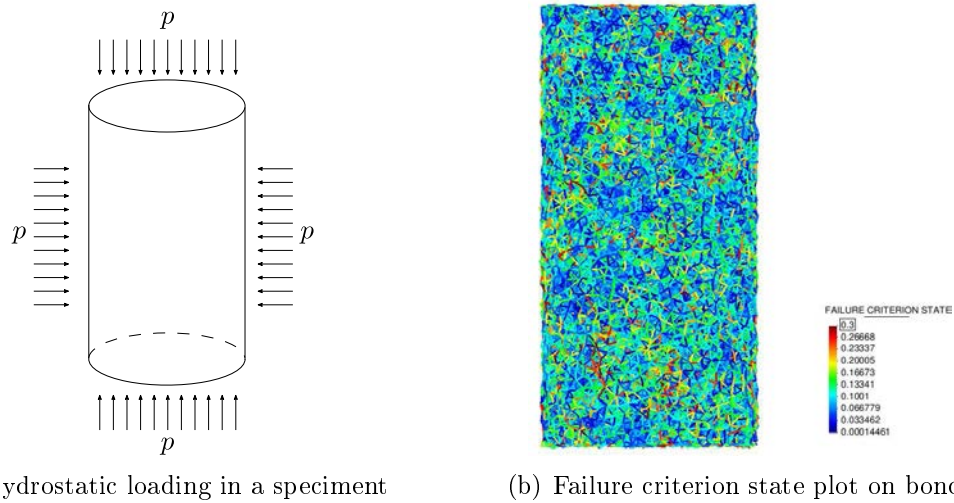 p
p
p
p
FAILURE CRITERION STATE
0.3
0.26668
0.23337
0.20005
0.16673
0.13341
0.1001
0.066779
0.033462
0.00014461
ydrostatic loading in a speciment
(b) Failure criterion state plot on bond